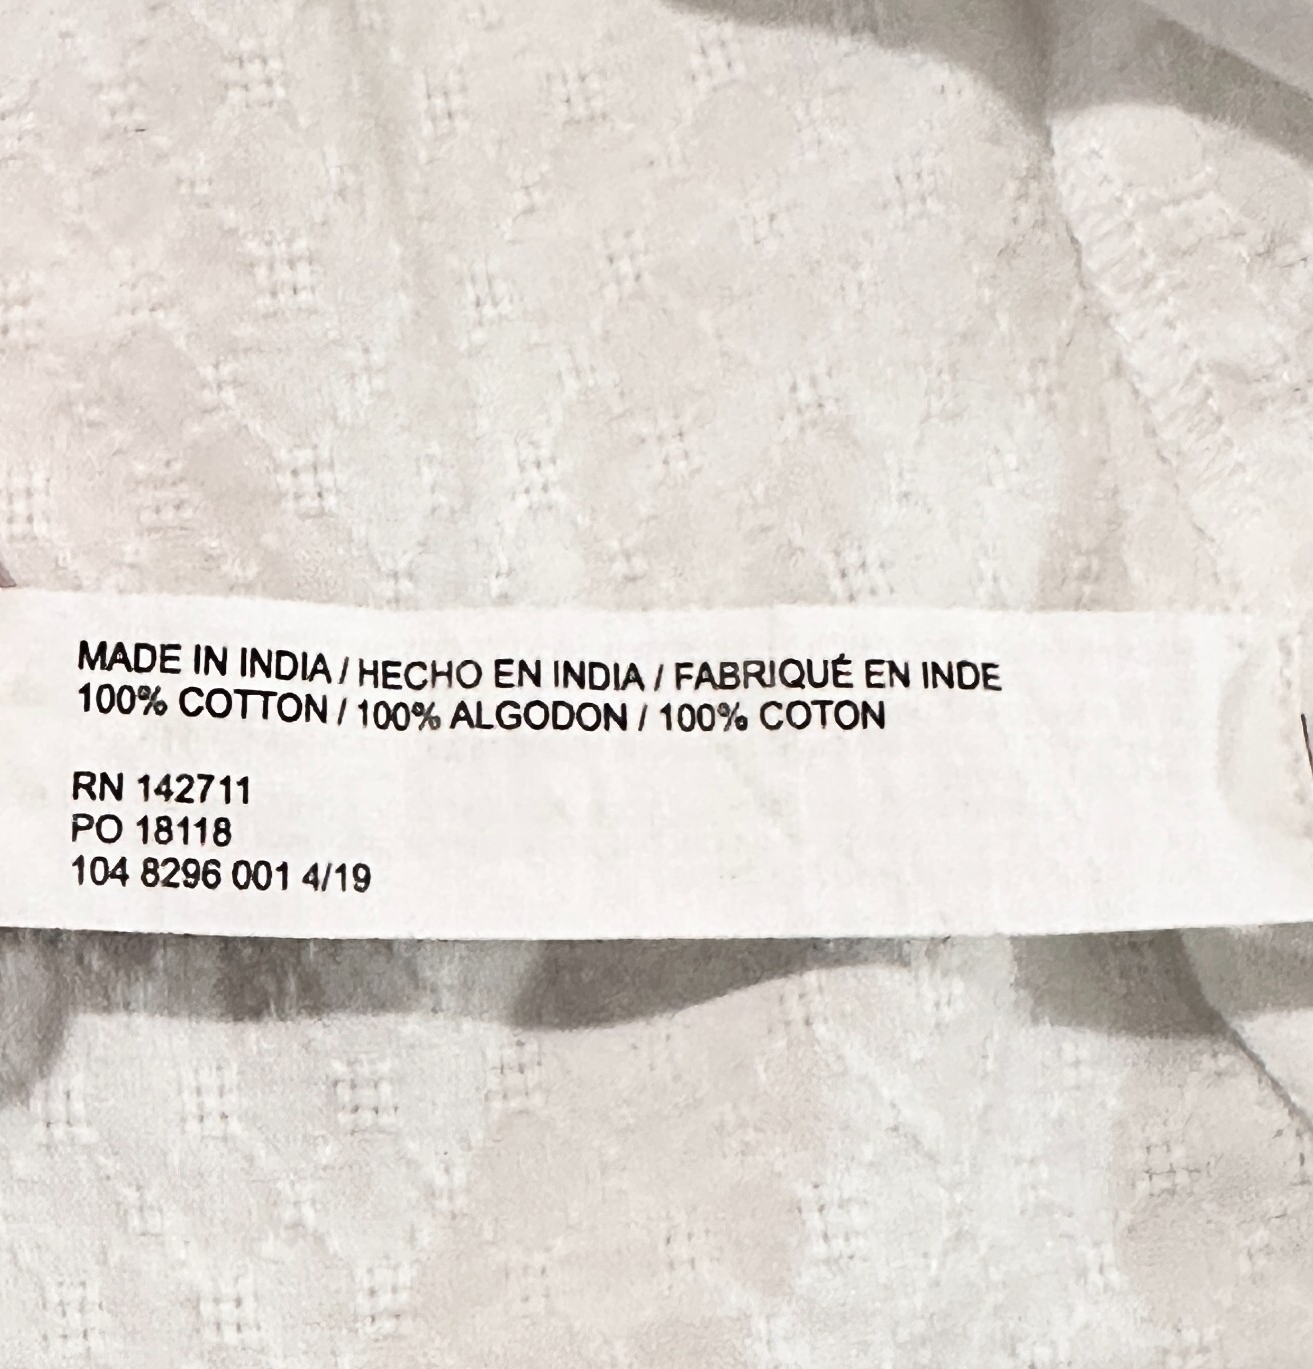 MADE IN INDIA / HECHO EN INDIA / FABRIQUÉ EN INDE
100% COTTON / 100% ALGODON / 100% COTON
RN 142711
PO 18118
104 8296 001 4/19